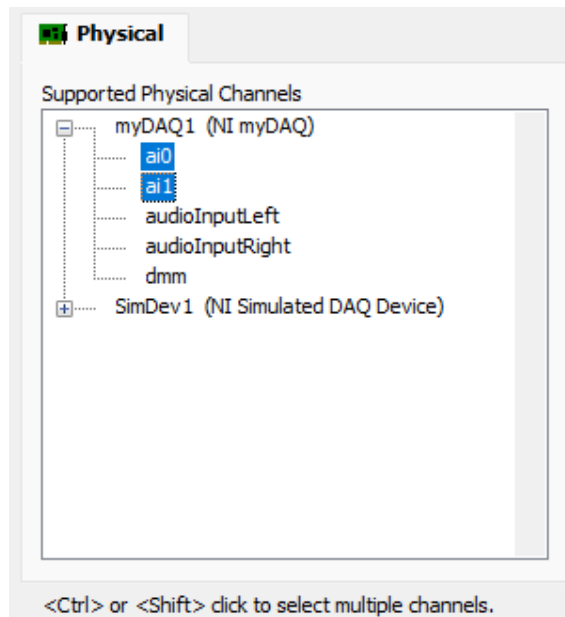 Physical
Supported Physical Channels
myDAQ1 (NI myDAQ)
ai0
ai1
audioInputLeft
audioInputRight
dmm
SimDev1 (NI Simulated DAQ Device)
<Ctrl> or <Shift> click to select multiple channels.